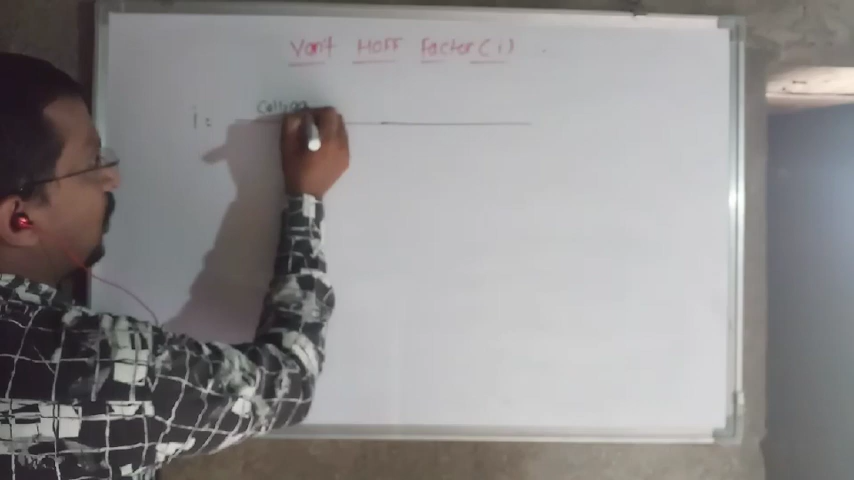 Van't HOFF Factor (i)
i =